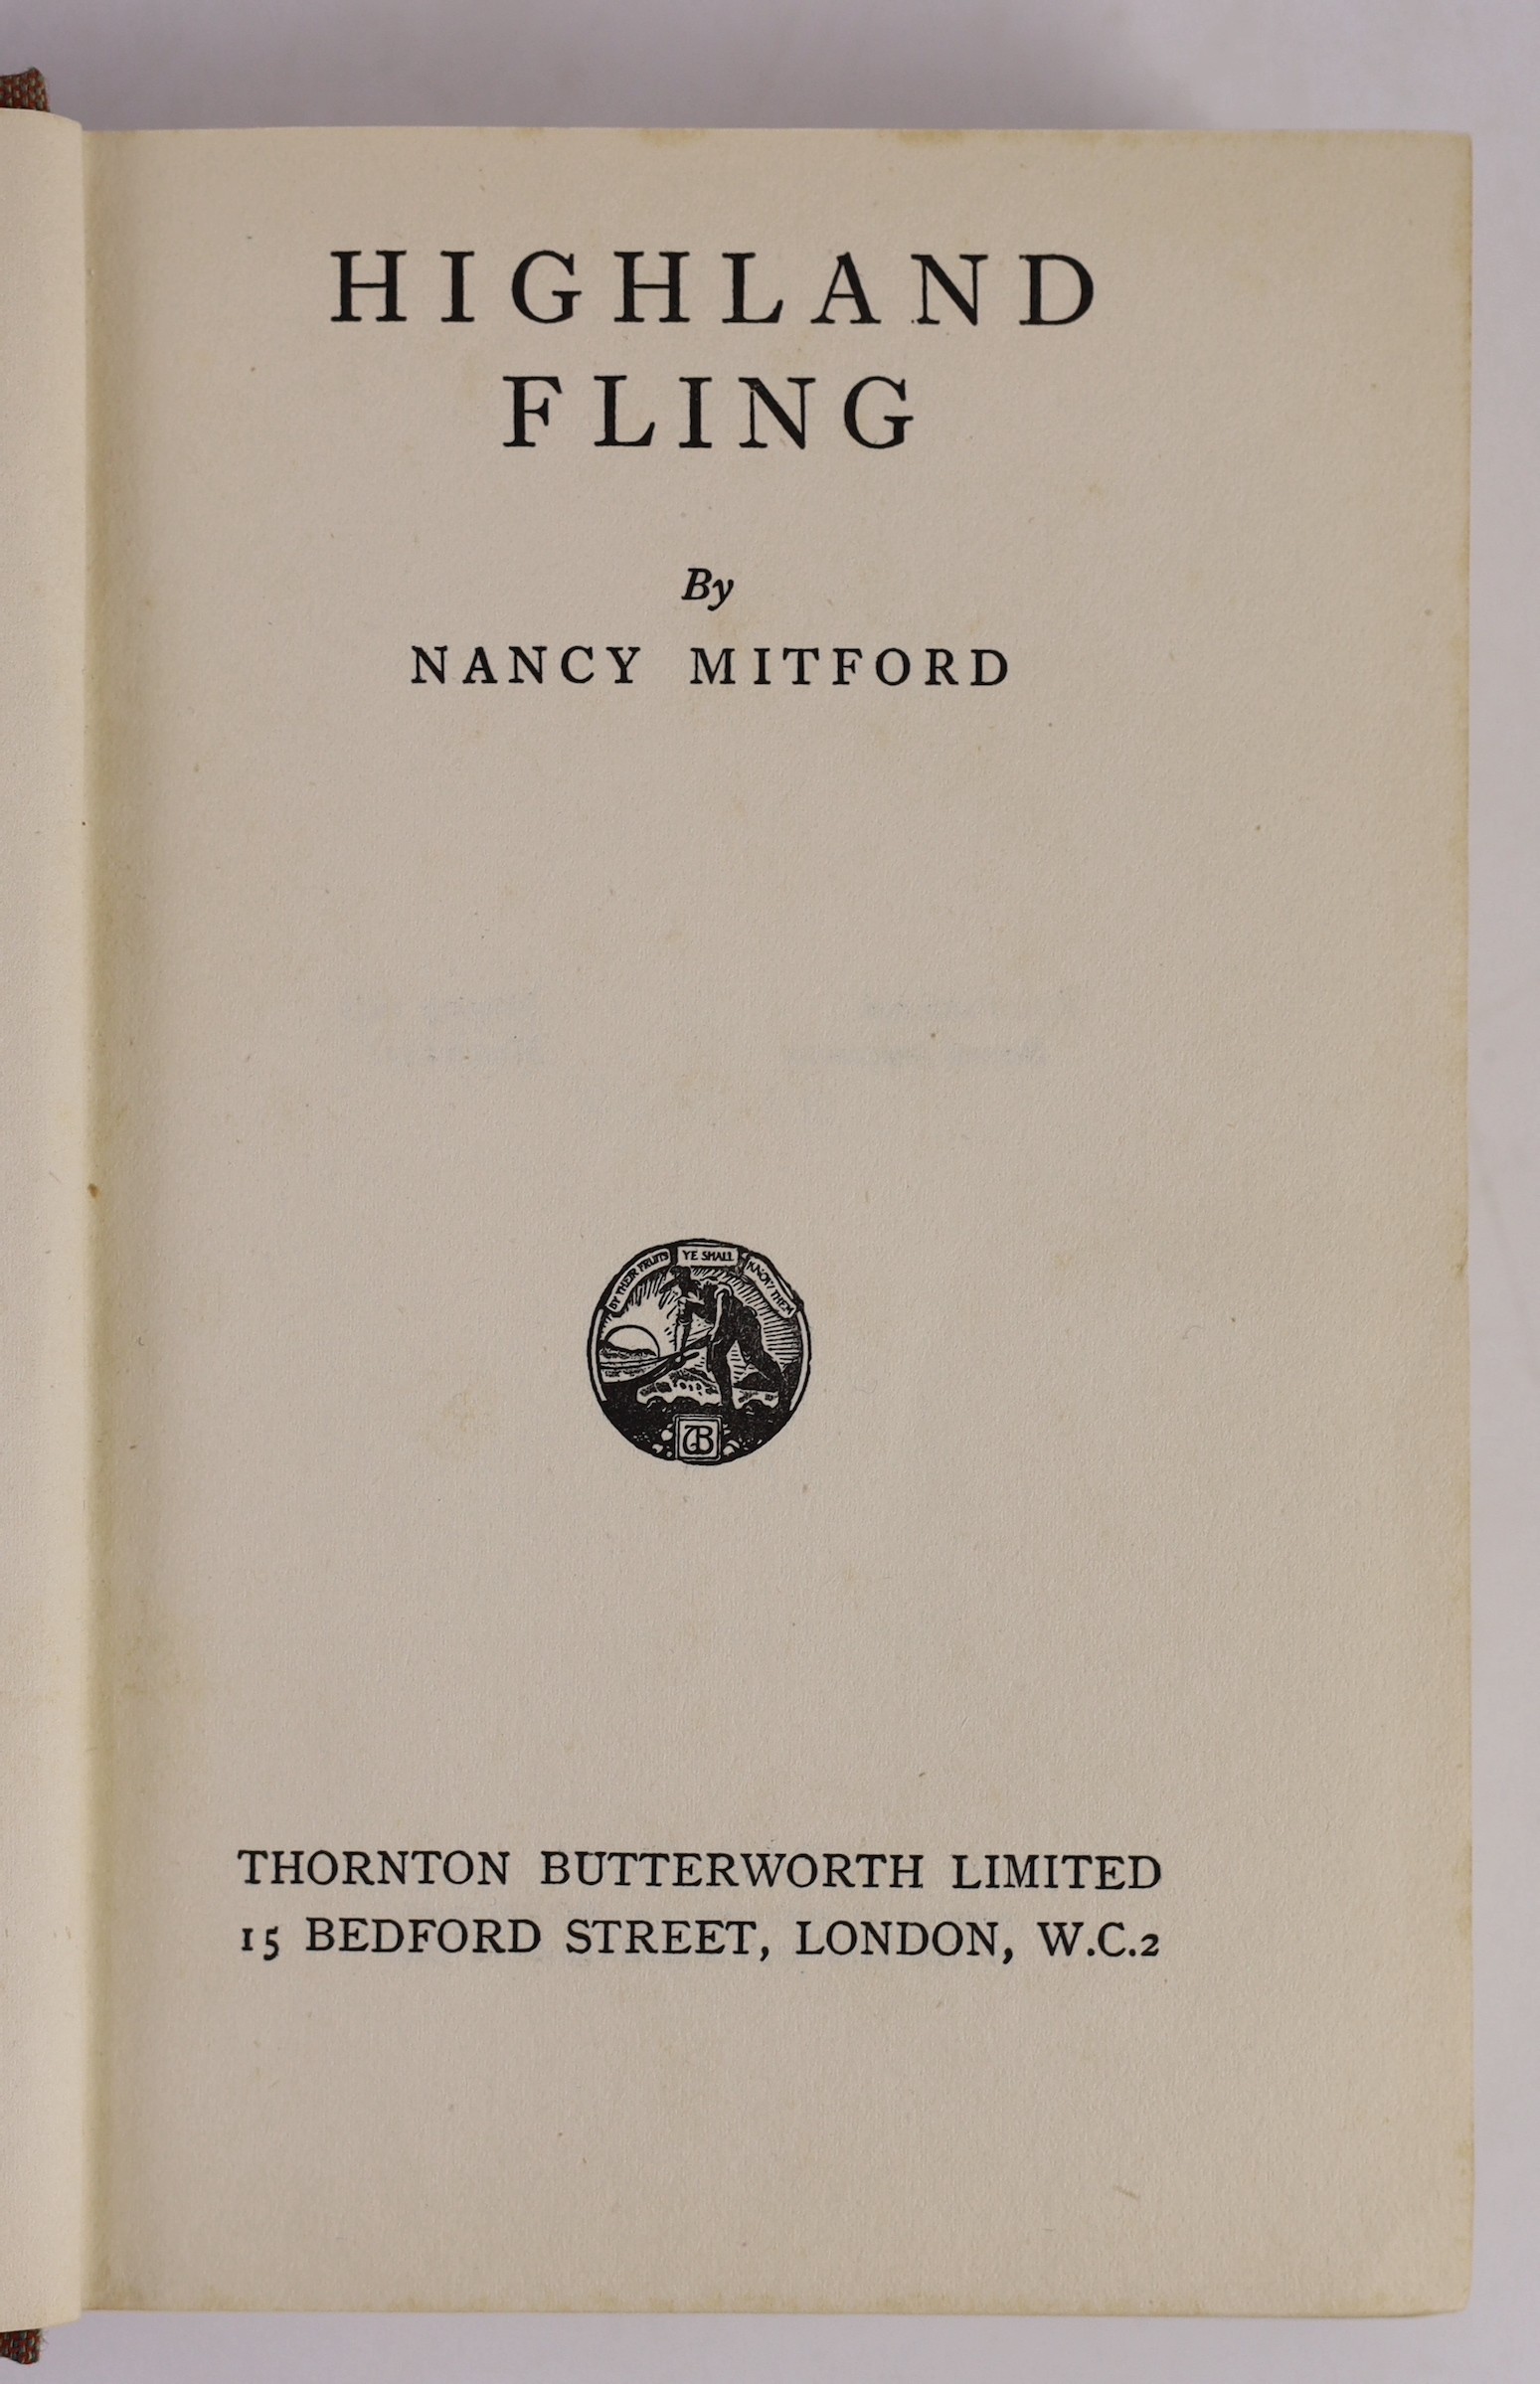 HIGHLAND
FLING
By
NANCY MITFORD
BY THEIR FRUITS YE SHALL KNOW THEM
TB
THORNTON BUTTERWORTH LIMITED
15 BEDFORD STREET, LONDON, W.C.2